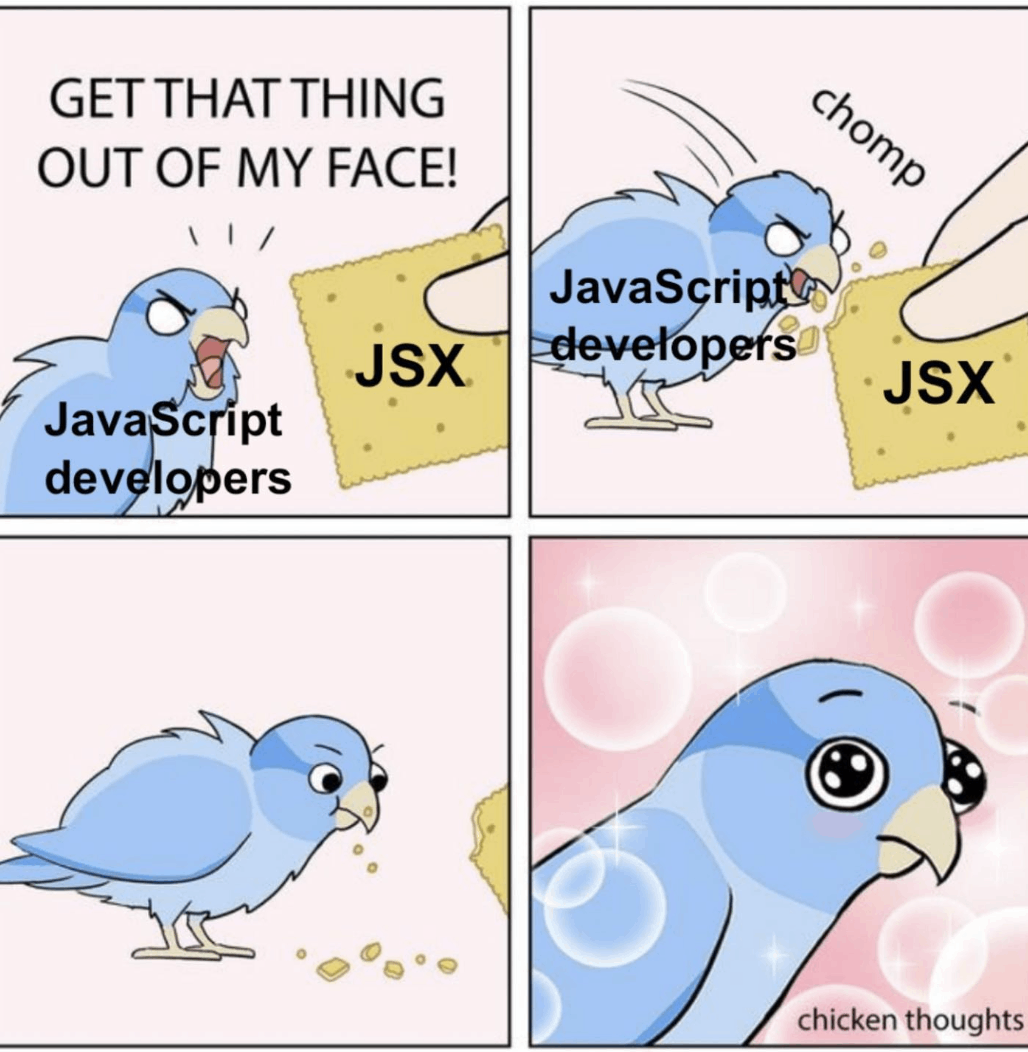 GET THAT THING
OUT OF MY FACE!
JSX
JavaScript
developers
chomp
JavaScript
developers
JSX
chicken thoughts